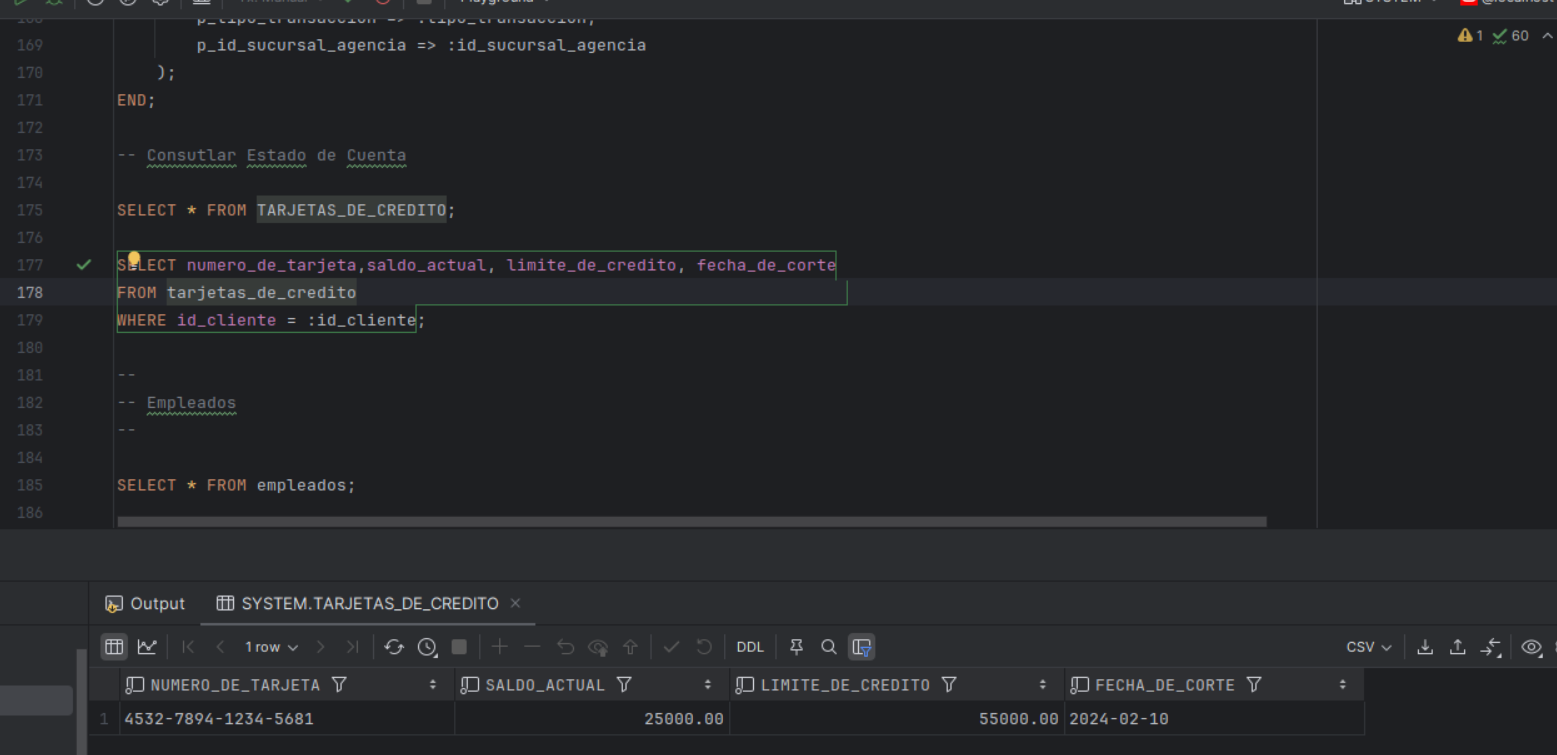 Playground
SYSTEM
@localhost
168 p_tipo_transaccion => :tipo_transaccion,
169 p_id_sucursal_agencia => :id_sucursal_agencia
1 60
170 );
171 END;
172
173 -- Consutlar Estado de Cuenta
174
175 SELECT * FROM TARJETAS_DE_CREDITO;
176
177 SELECT numero_de_tarjeta,saldo_actual, limite_de_credito, fecha_de_corte
178 FROM tarjetas_de_credito
179 WHERE id_cliente = :id_cliente;
180
181 --
182 -- Empleados
183 --
184
185 SELECT * FROM empleados;
186
Output SYSTEM.TARJETAS_DE_CREDITO
1 row DDL CSV
NUMERO_DE_TARJETA SALDO_ACTUAL LIMITE_DE_CREDITO FECHA_DE_CORTE
1 4532-7894-1234-5681 25000.00 55000.00 2024-02-10